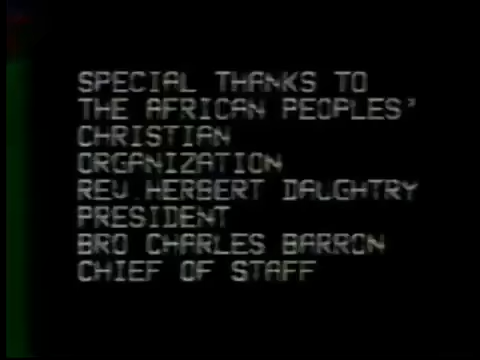 SPECIAL THANKS TO
THE AFRICAN PEOPLES'
CHRISTIAN
ORGANIZATION
REV.HERBERT DAUGHTRY
PRESIDENT
BRO CHARLES BARRON
CHIEF OF STAFF